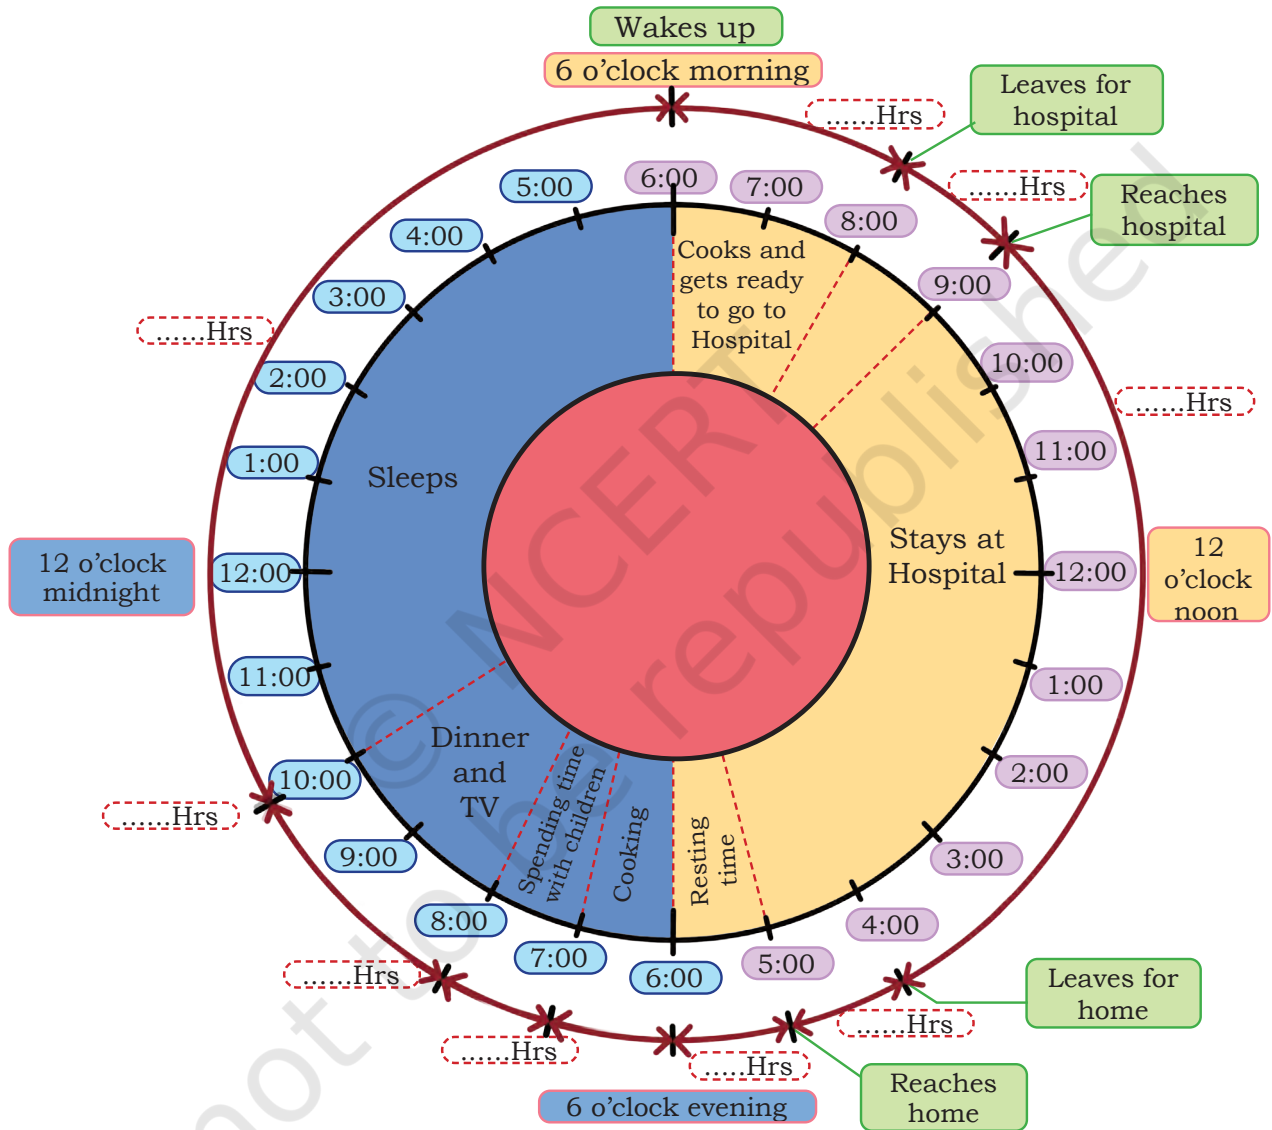 Wakes up
6 o'clock morning
Leaves for
hospital
......Hrs
......Hrs
Reaches
hospital
5:00
6:00
7:00
4:00
8:00
3:00
9:00
......Hrs
2:00
10:00
......Hrs
1:00
11:00
12 o'clock
midnight
12:00
12:00
12
o'clock
noon
11:00
1:00
10:00
2:00
......Hrs
9:00
3:00
8:00
4:00
7:00
6:00
5:00
......Hrs
......Hrs
.....Hrs
......Hrs
Leaves for
home
Reaches
home
6 o'clock evening
Cooks and
gets ready
to go to
Hospital
Sleeps
Stays at
Hospital
Dinner
and
TV
Spending time
with children
Cooking
Resting
time
© NCERT
not to be republished